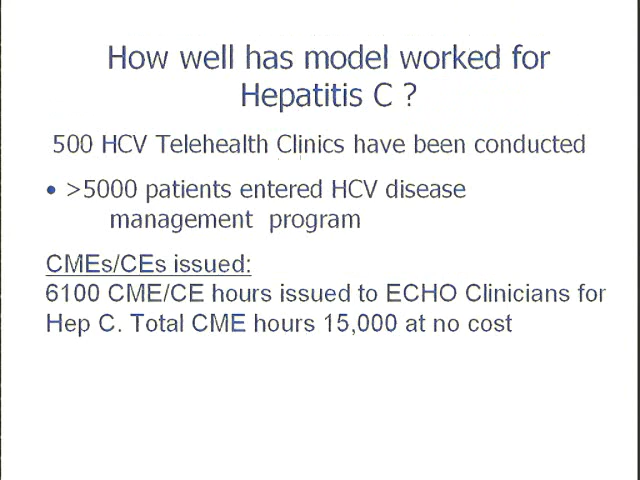 How well has model worked for
Hepatitis C ?
500 HCV Telehealth Clinics have been conducted
• >5000 patients entered HCV disease
management program
CMEs/CEs issued:
6100 CME/CE hours issued to ECHO Clinicians for
Hep C. Total CME hours 15,000 at no cost